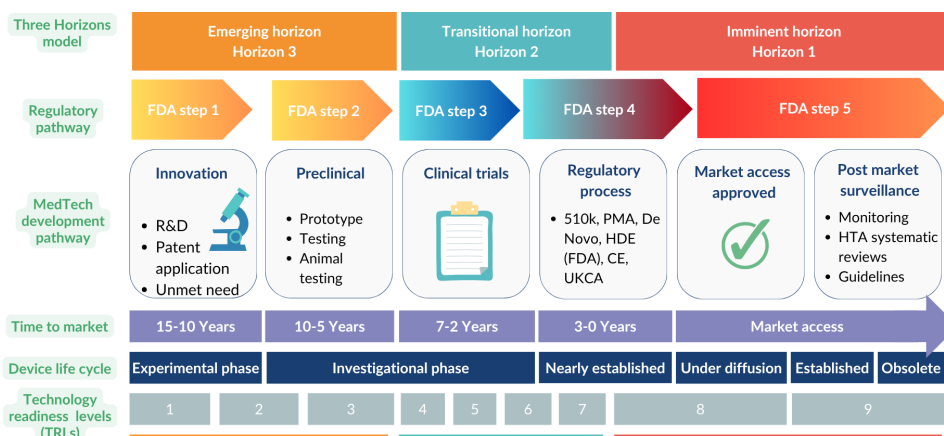 Three Horizons
model
Emerging horizon
Horizon 3
Transitional horizon
Horizon 2
Imminent horizon
Horizon 1
Regulatory
pathway
FDA step 1
FDA step 2
FDA step 3
FDA step 4
FDA step 5
MedTech
development
pathway
Innovation
• R&D
• Patent
application
• Unmet need
Preclinical
• Prototype
• Testing
• Animal
testing
Clinical trials
Regulatory
process
• 510k, PMA, De
Novo, HDE
(FDA), CE,
UKCA
Market access
approved
Post market
surveillance
• Monitoring
• HTA systematic
reviews
• Guidelines
Time to market
15-10 Years
10-5 Years
7-2 Years
3-0 Years
Market access
Device life cycle
Experimental phase
Investigational phase
Nearly established
Under diffusion
Established
Obsolete
Technology
readiness levels
(TRLs)
1
2
3
4
5
6
7
8
9